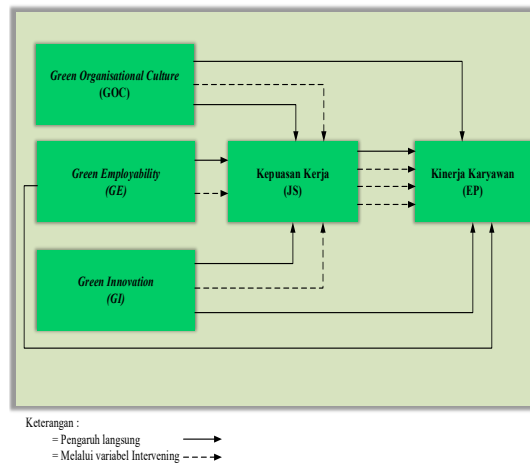 Green Organisational Culture
(GOC)
Green Employability
(GE)
Kepuasan Kerja
(JS)
Kinerja Karyawan
(EP)
Green Innovation
(GI)
Keterangan :
= Pengaruh langsung
= Melalui variabel Intervening